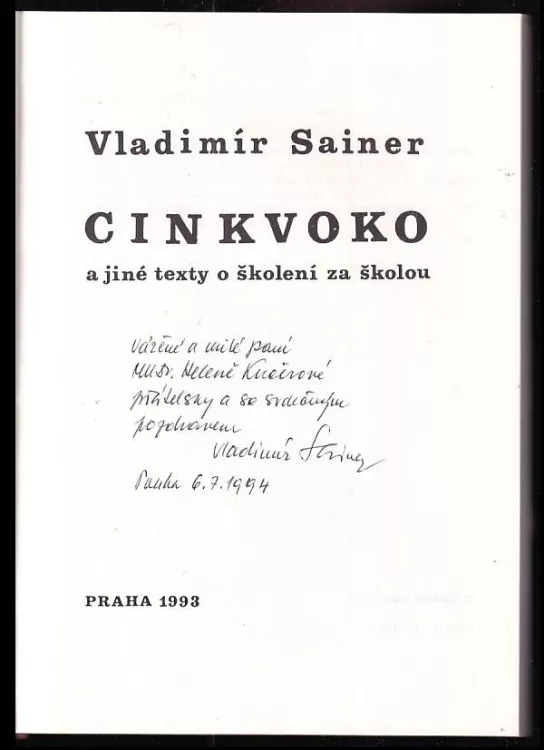 Vladimír Sainer
CINKVOKO
a jiné texty o školení za školou
Vážené a milé paní
MUDr. Heleně
přátelsky a se srdečným
pozdravem
Vladimír Sainer
Praha 6.7.1994
PRAHA 1993